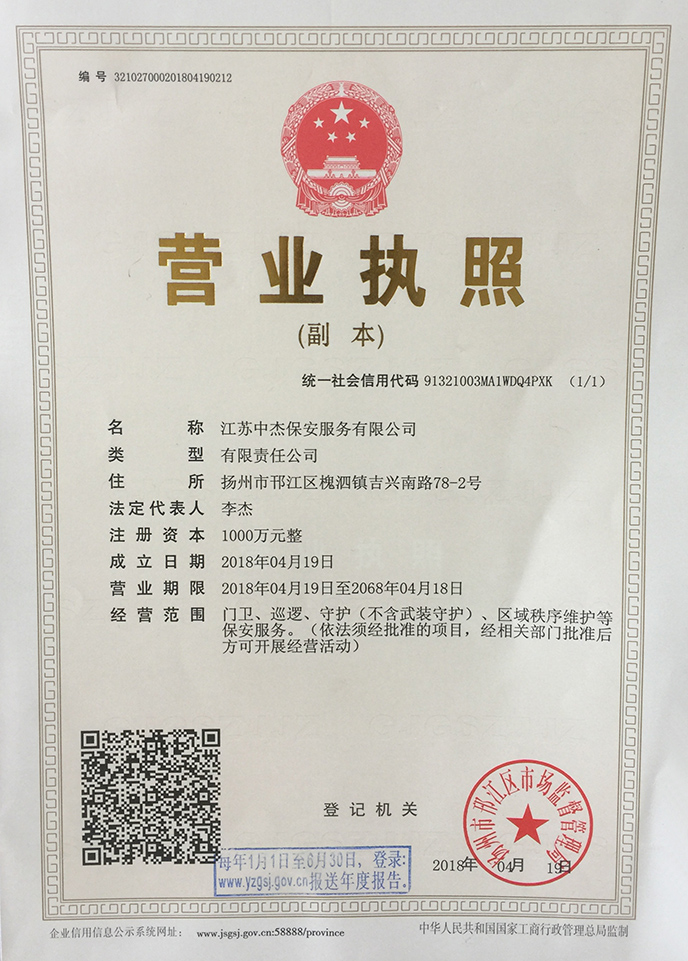 编 号 321027000201804190212
营业执照
(副 本)
统一社会信用代码 91321003MA1WDQ4PXK （1/1）
名 称 江苏中杰保安服务有限公司
类 型 有限责任公司
住 所 扬州市邗江区槐泗镇吉兴南路78-2号
法定代表人 李杰
注册资本 1000万元整
成立日期 2018年04月19日
营业期限 2018年04月19日至2068年04月18日
经营范围 门卫、巡逻、守护（不含武装守护）、区域秩序维护等
保安服务。（依法须经批准的项目，经相关部门批准后
方可开展经营活动）
登记机关
扬州市邗江区市场监督管理局
2018年 04月 19日
每年1月1日至6月30日，登录:
www.yzgsj.gov.cn报送年度报告.
企业信用信息公示系统网址： www.jsgsj.gov.cn:58888/province
中华人民共和国国家工商行政管理总局监制